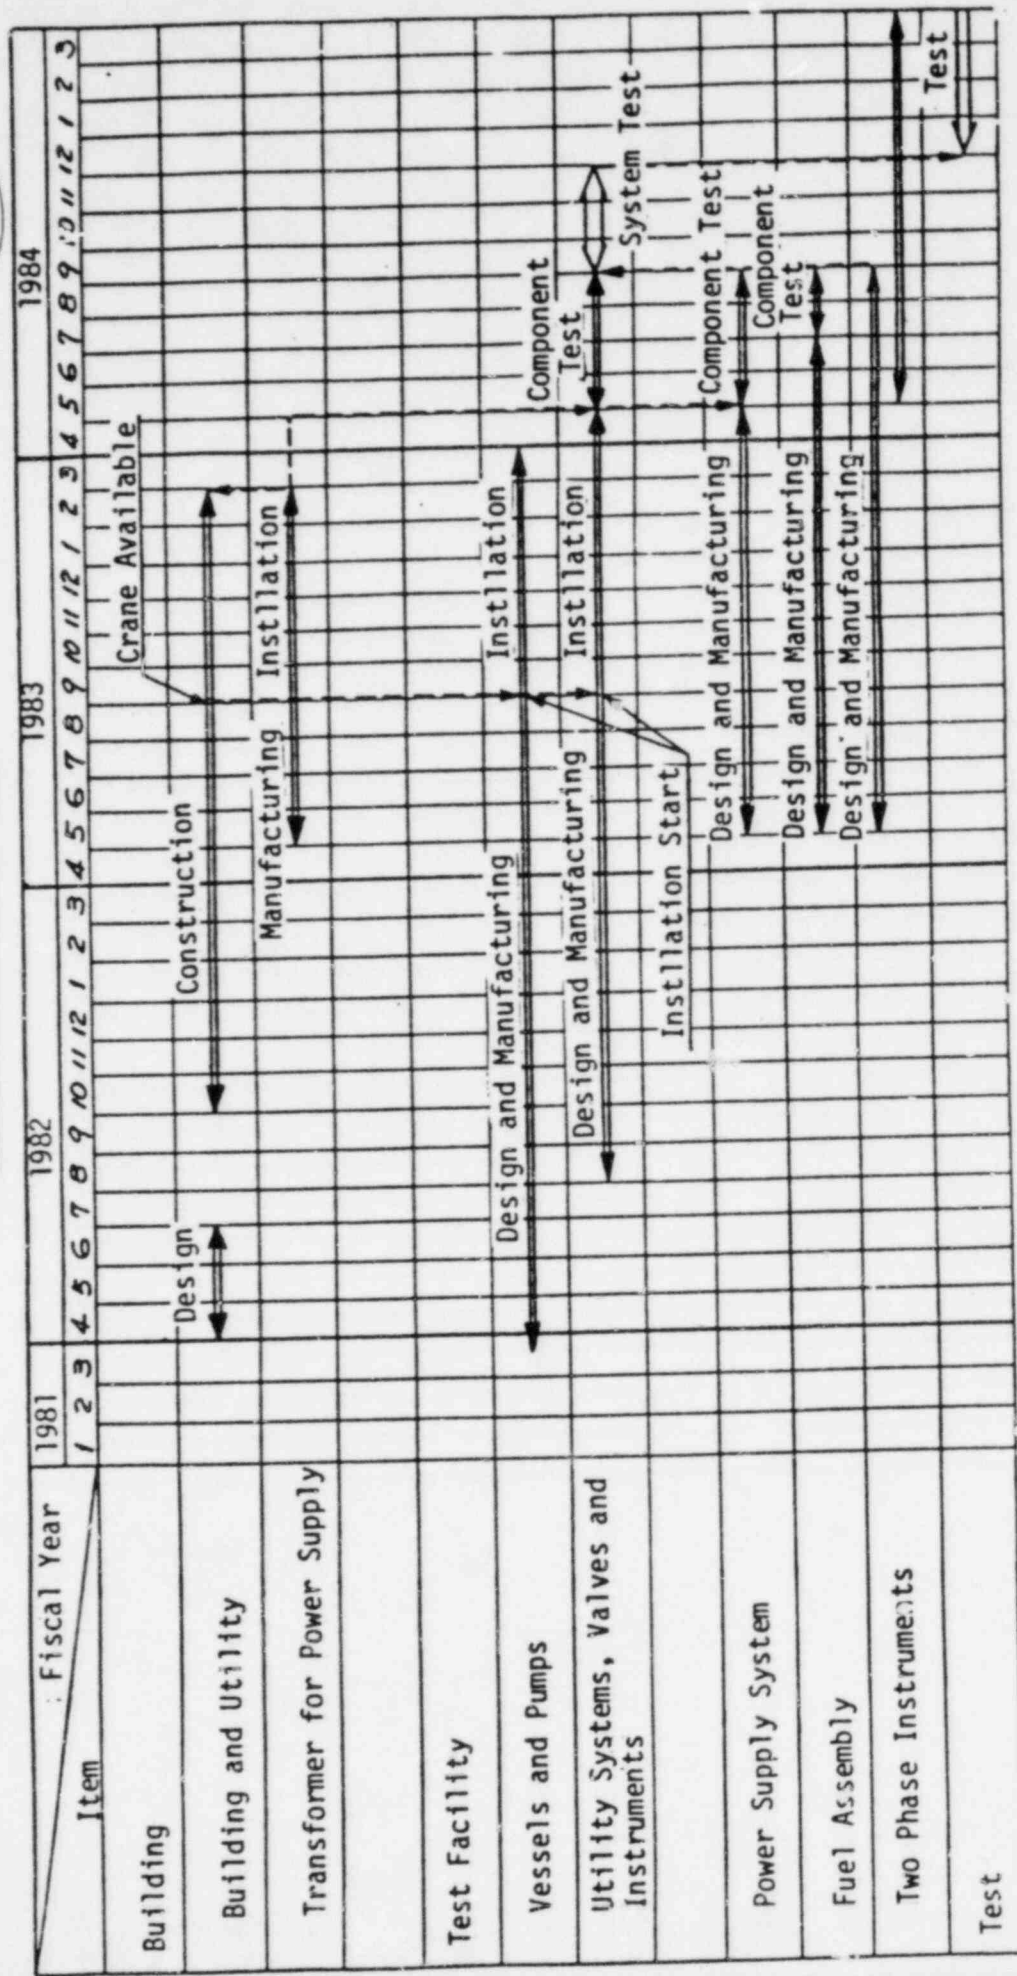 Fiscal Year
Item
1981
1982
1983
1984
1 2 3 4 5 6 7 8 9 10 11 12 1 2 3 4 5 6 7 8 9 10 11 12 1 2 3 4 5 6 7 8 9 10 11 12 1 2 3
Building
Crane Available
Building and Utility
Design
Construction
Transformer for Power Supply
Manufacturing
Instllation
Test Facility
Vessels and Pumps
Design and Manufacturing
Instllation
Component
Test
Utility Systems, Valves and
Instruments
Design and Manufacturing
Instllation
System Test
Instllation Start
Power Supply System
Design and Manufacturing
Component Test
Fuel Assembly
Design and Manufacturing
Component
Test
Two Phase Instruments
Design and Manufacturing
Test
Test